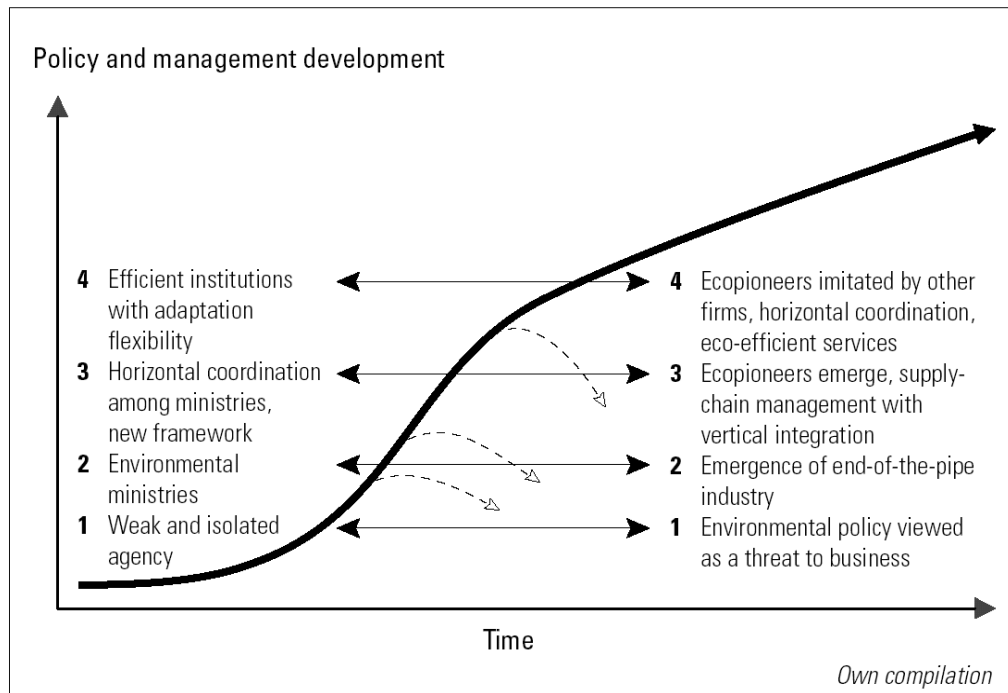 Policy and management development
4 Efficient institutions
with adaptation
flexibility
3 Horizontal coordination
among ministries,
new framework
2 Environmental
ministries
1 Weak and isolated
agency
4 Ecopioneers imitated by other
firms, horizontal coordination,
eco-efficient services
3 Ecopioneers emerge, supply-
chain management with
vertical integration
2 Emergence of end-of-the-pipe
industry
1 Environmental policy viewed
as a threat to business
Time
Own compilation